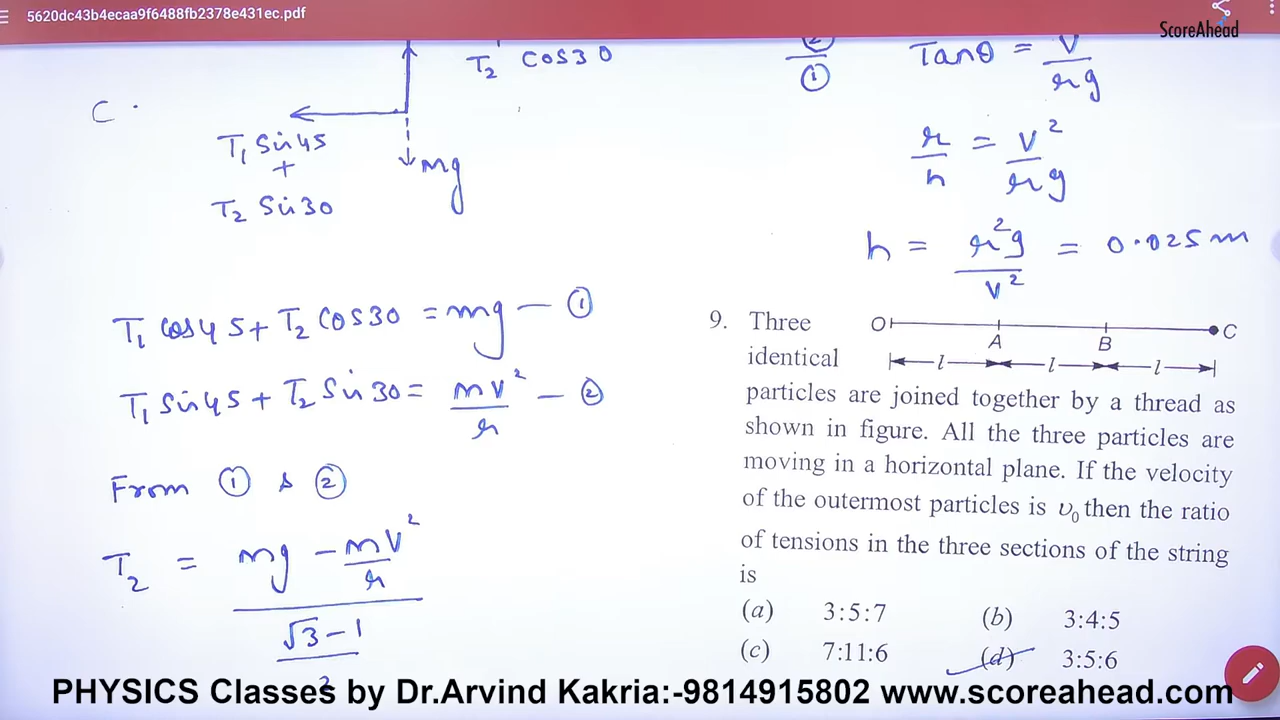 5620dc43b4ecaa9f6488fb2378e431ec.pdf
ScoreAhead
T₂ cos30
C .
T₁ Sin45
+
T₂ Sin30
mg
T₁ cos45 + T₂ cos30 = mg — ①
T₁ Sin45 + T₂ Sin30 = mv²/r — ②
From ① & ②
T₂ = (mg - mv²/r) / ((√3 - 1)/2)
②/①
Tanθ = v/rg
r/h = v²/rg
h = r²g/v² = 0.025m
9. Three
identical
O A B C
l l l
particles are joined together by a thread as
shown in figure. All the three particles are
moving in a horizontal plane. If the velocity
of the outermost particles is υ₀ then the ratio
of tensions in the three sections of the string
is
(a) 3:5:7 (b) 3:4:5
(c) 7:11:6 (d) 3:5:6
PHYSICS Classes by Dr.Arvind Kakria:-9814915802 www.scoreahead.com